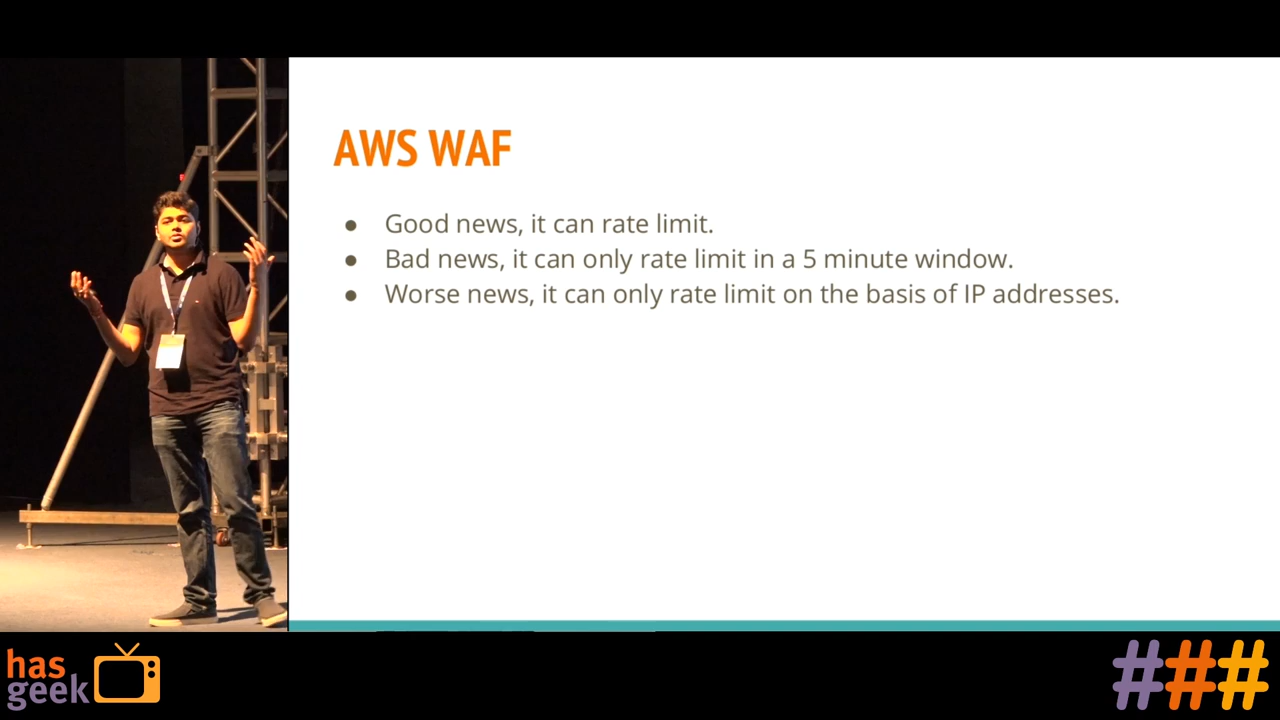 AWS WAF
● Good news, it can rate limit.
● Bad news, it can only rate limit in a 5 minute window.
● Worse news, it can only rate limit on the basis of IP addresses.
has
geek
###